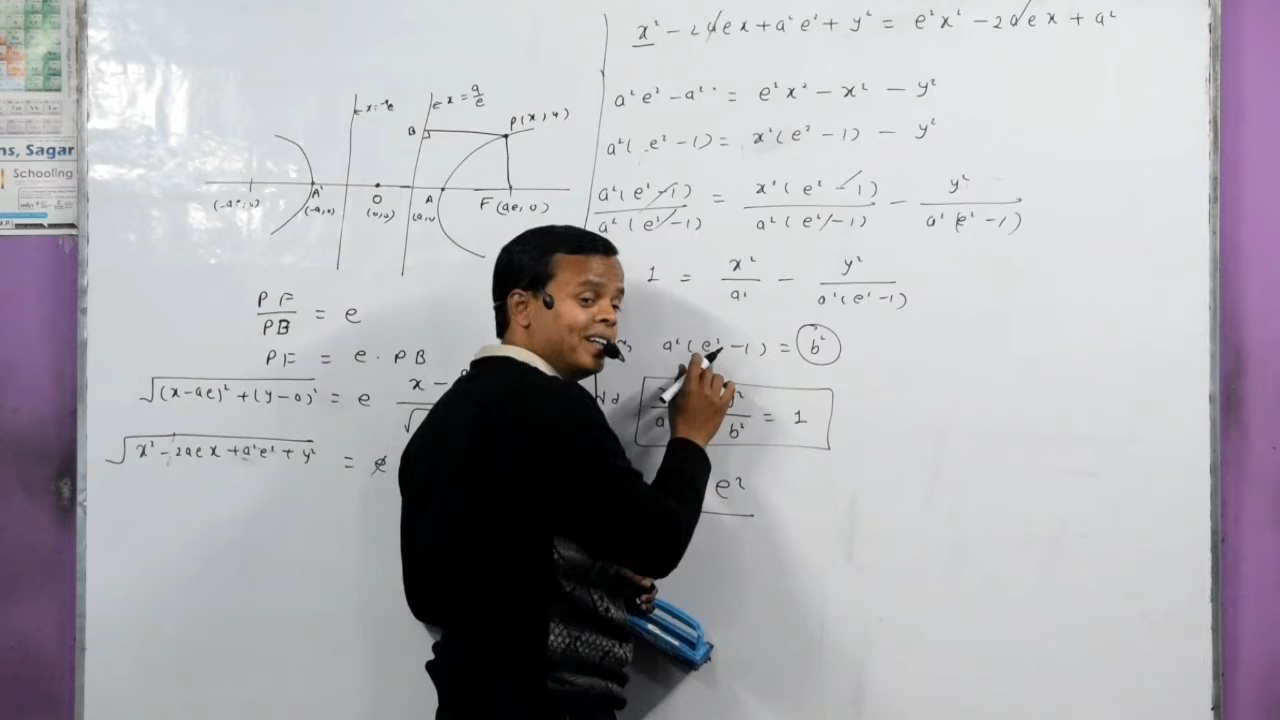 ns, Sagar
Schooling
x = a/e
B
P(x, y)
A'
A
(-ae, 0)
(-a, 0)
O
(0, 0)
(a, 0)
F(ae, 0)
PF/PB = e
PF = e · PB
√(x-ae)² + (y-0)² = e x -
√x² - 2aex + a²e² + y² = e
x² - 2aex + a²e² + y² = e²x² - 2aex + a²
a²e² - a² = e²x² - x² - y²
a²(e² - 1) = x²(e² - 1) - y²
a²(e² - 1)/a²(e² - 1) = x²(e² - 1)/a²(e² - 1) - y²/a²(e² - 1)
1 = x²/a² - y²/a²(e² - 1)
a²(e² - 1) = b²
a b² = 1
e²